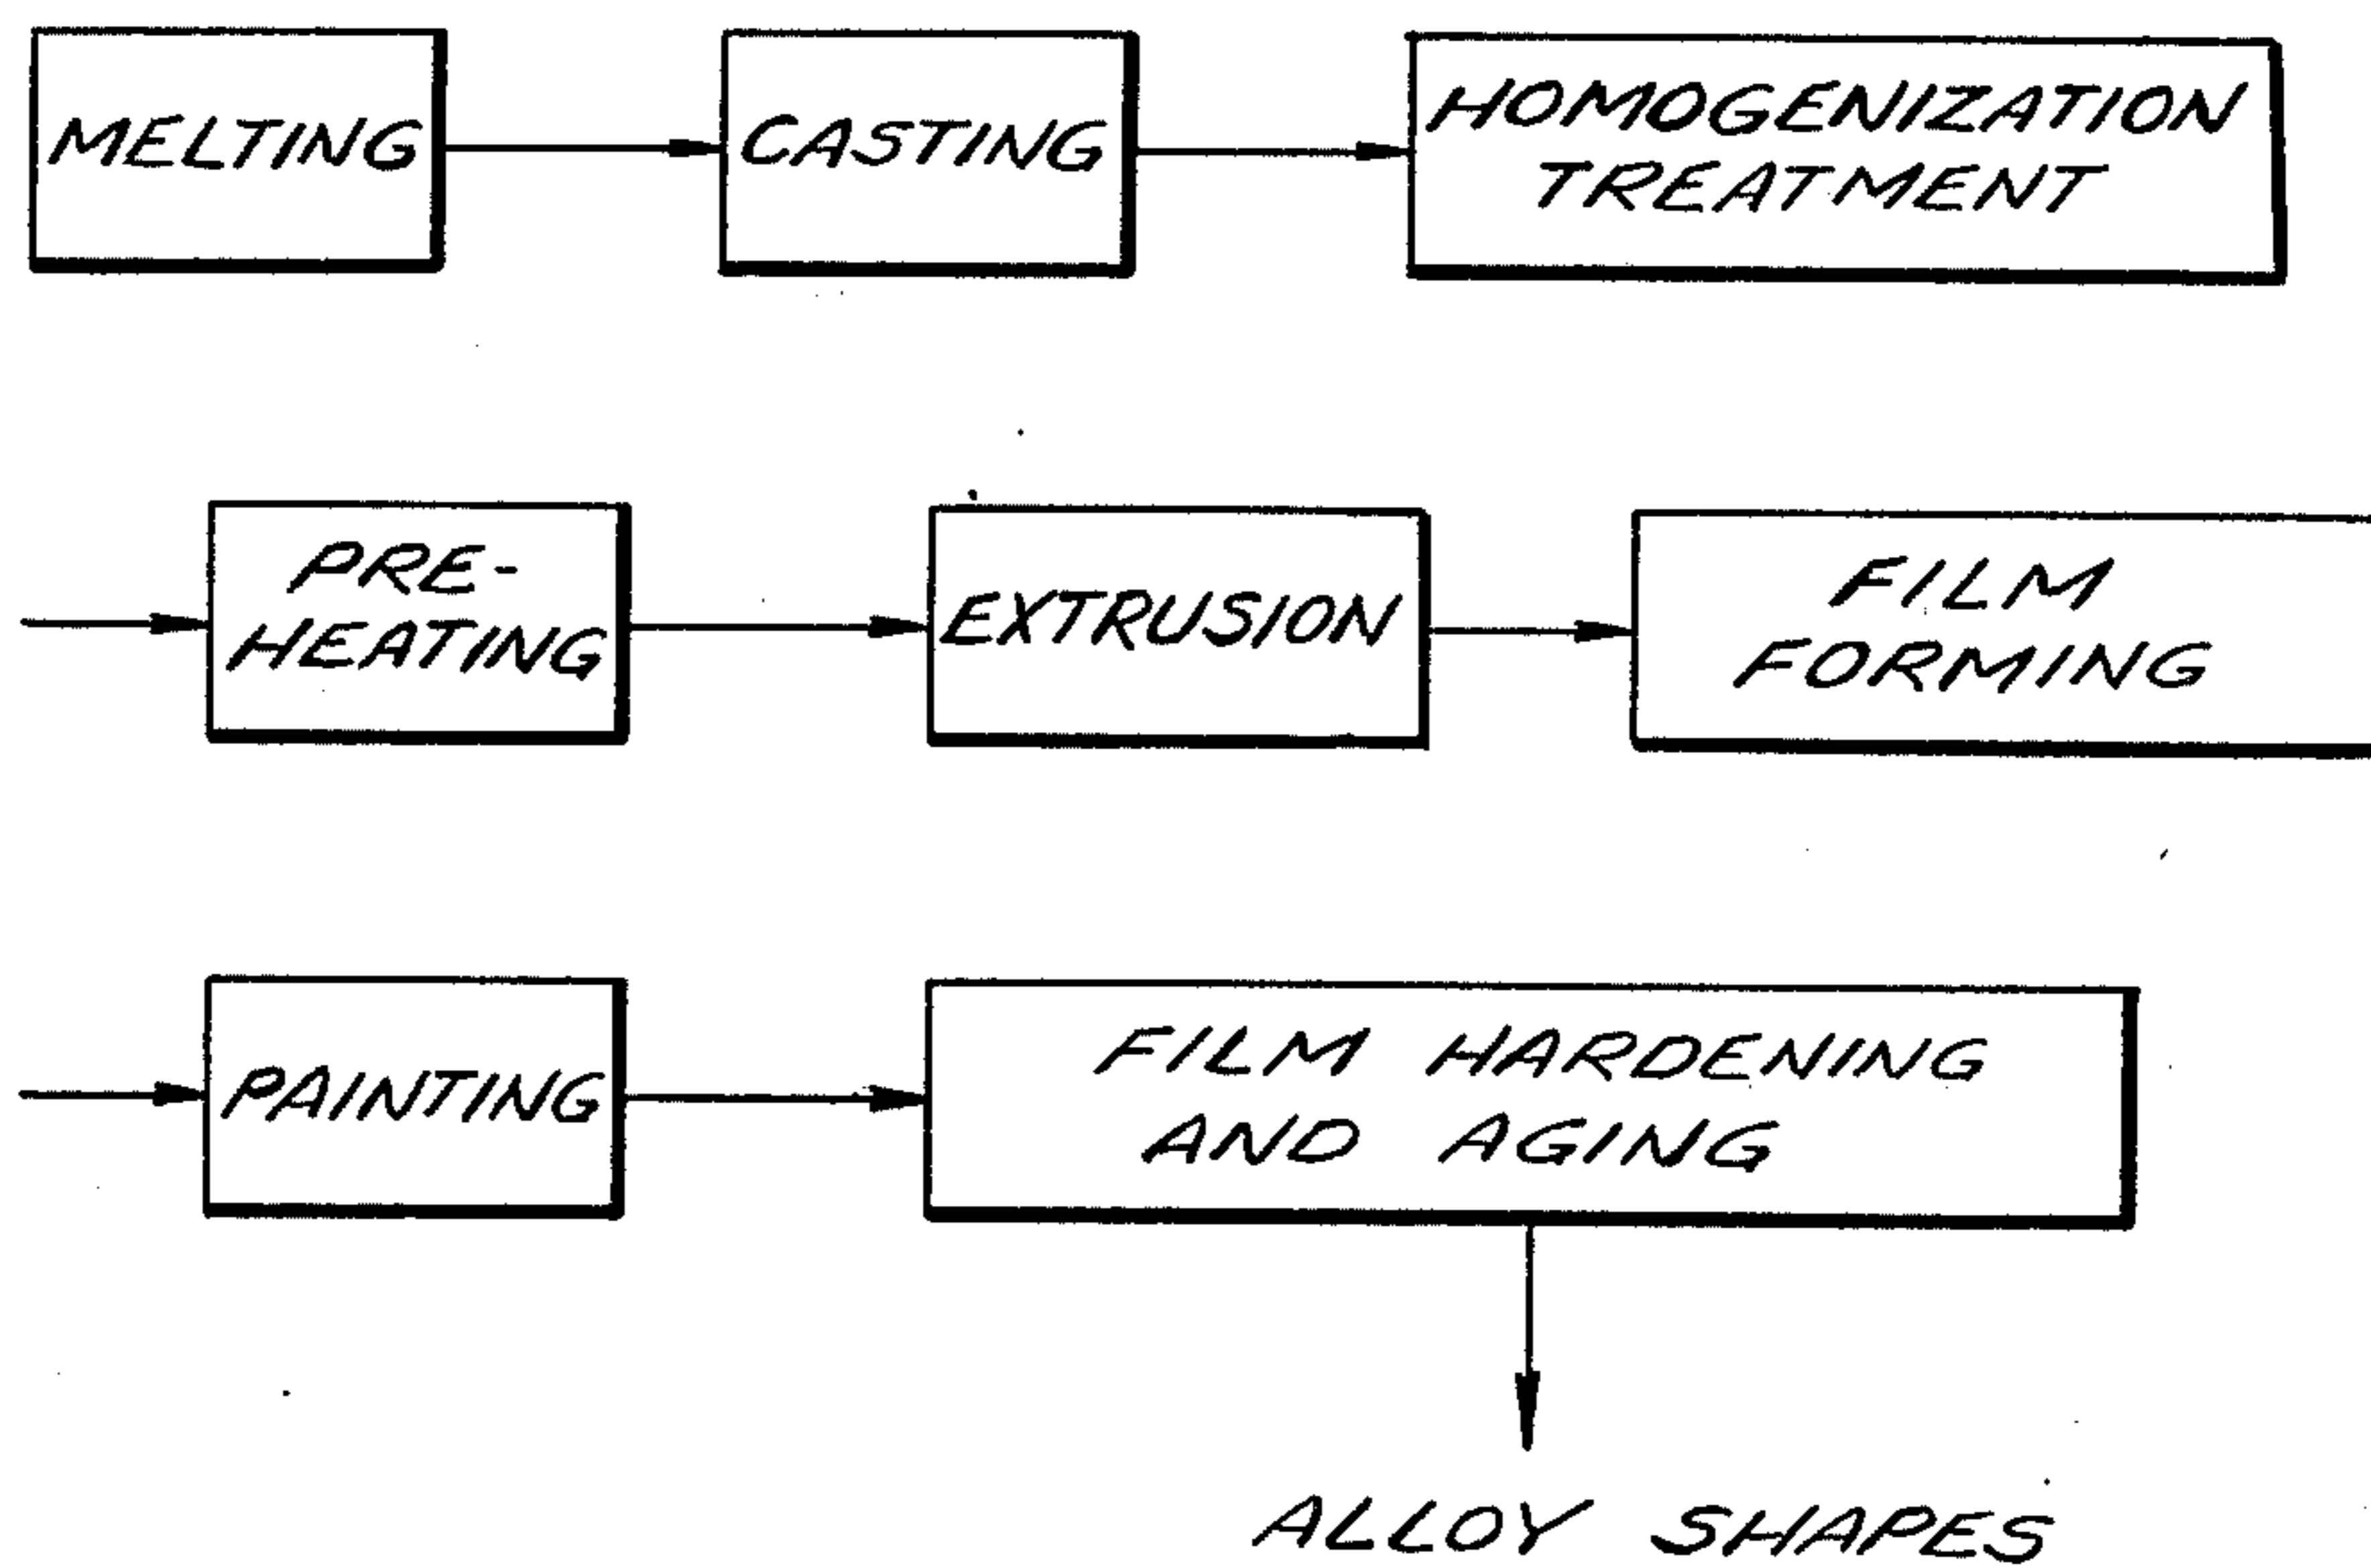 MELTING
CASTING
HOMOGENIZATION
TREATMENT
PRE-
HEATING
EXTRUSION
FILM
FORMING
PAINTING
FILM HARDENING
AND AGING
ALLOY SHAPES